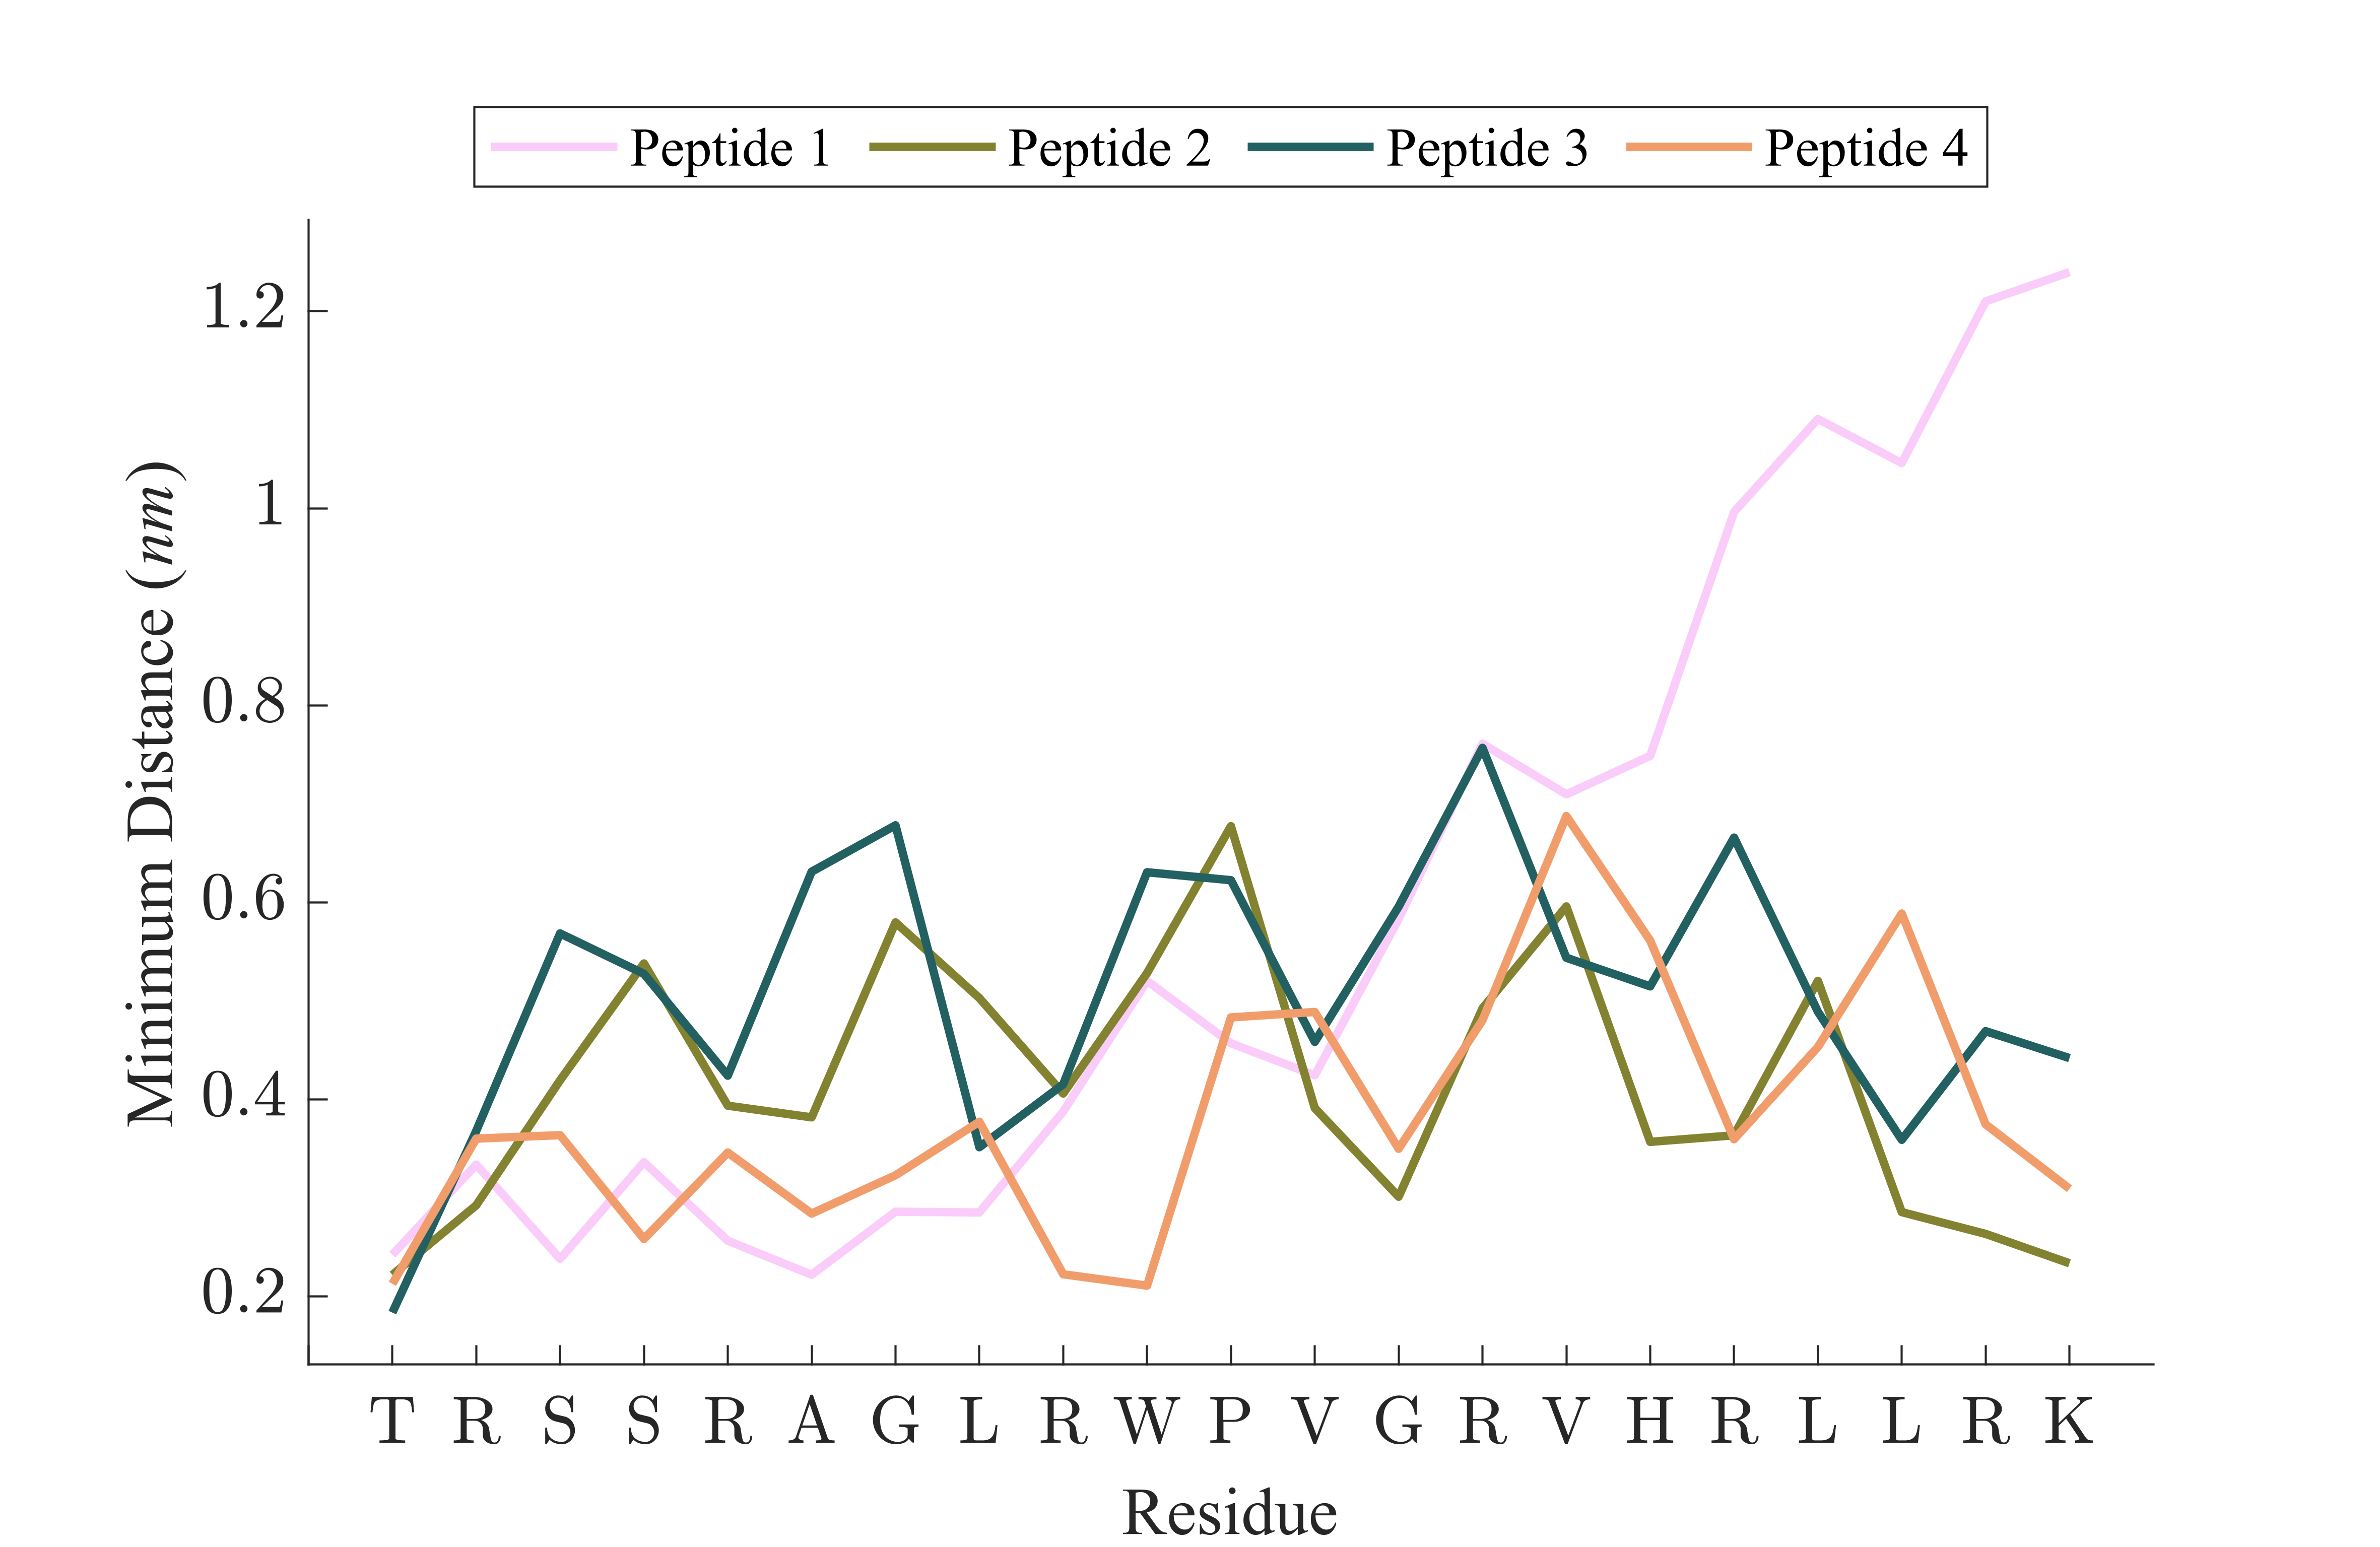 Peptide 1 Peptide 2 Peptide 3 Peptide 4
Minimum Distance (nm)
1.2
1
0.8
0.6
0.4
0.2
T R S S R A G L R W P V G R V H R L L R K
Residue